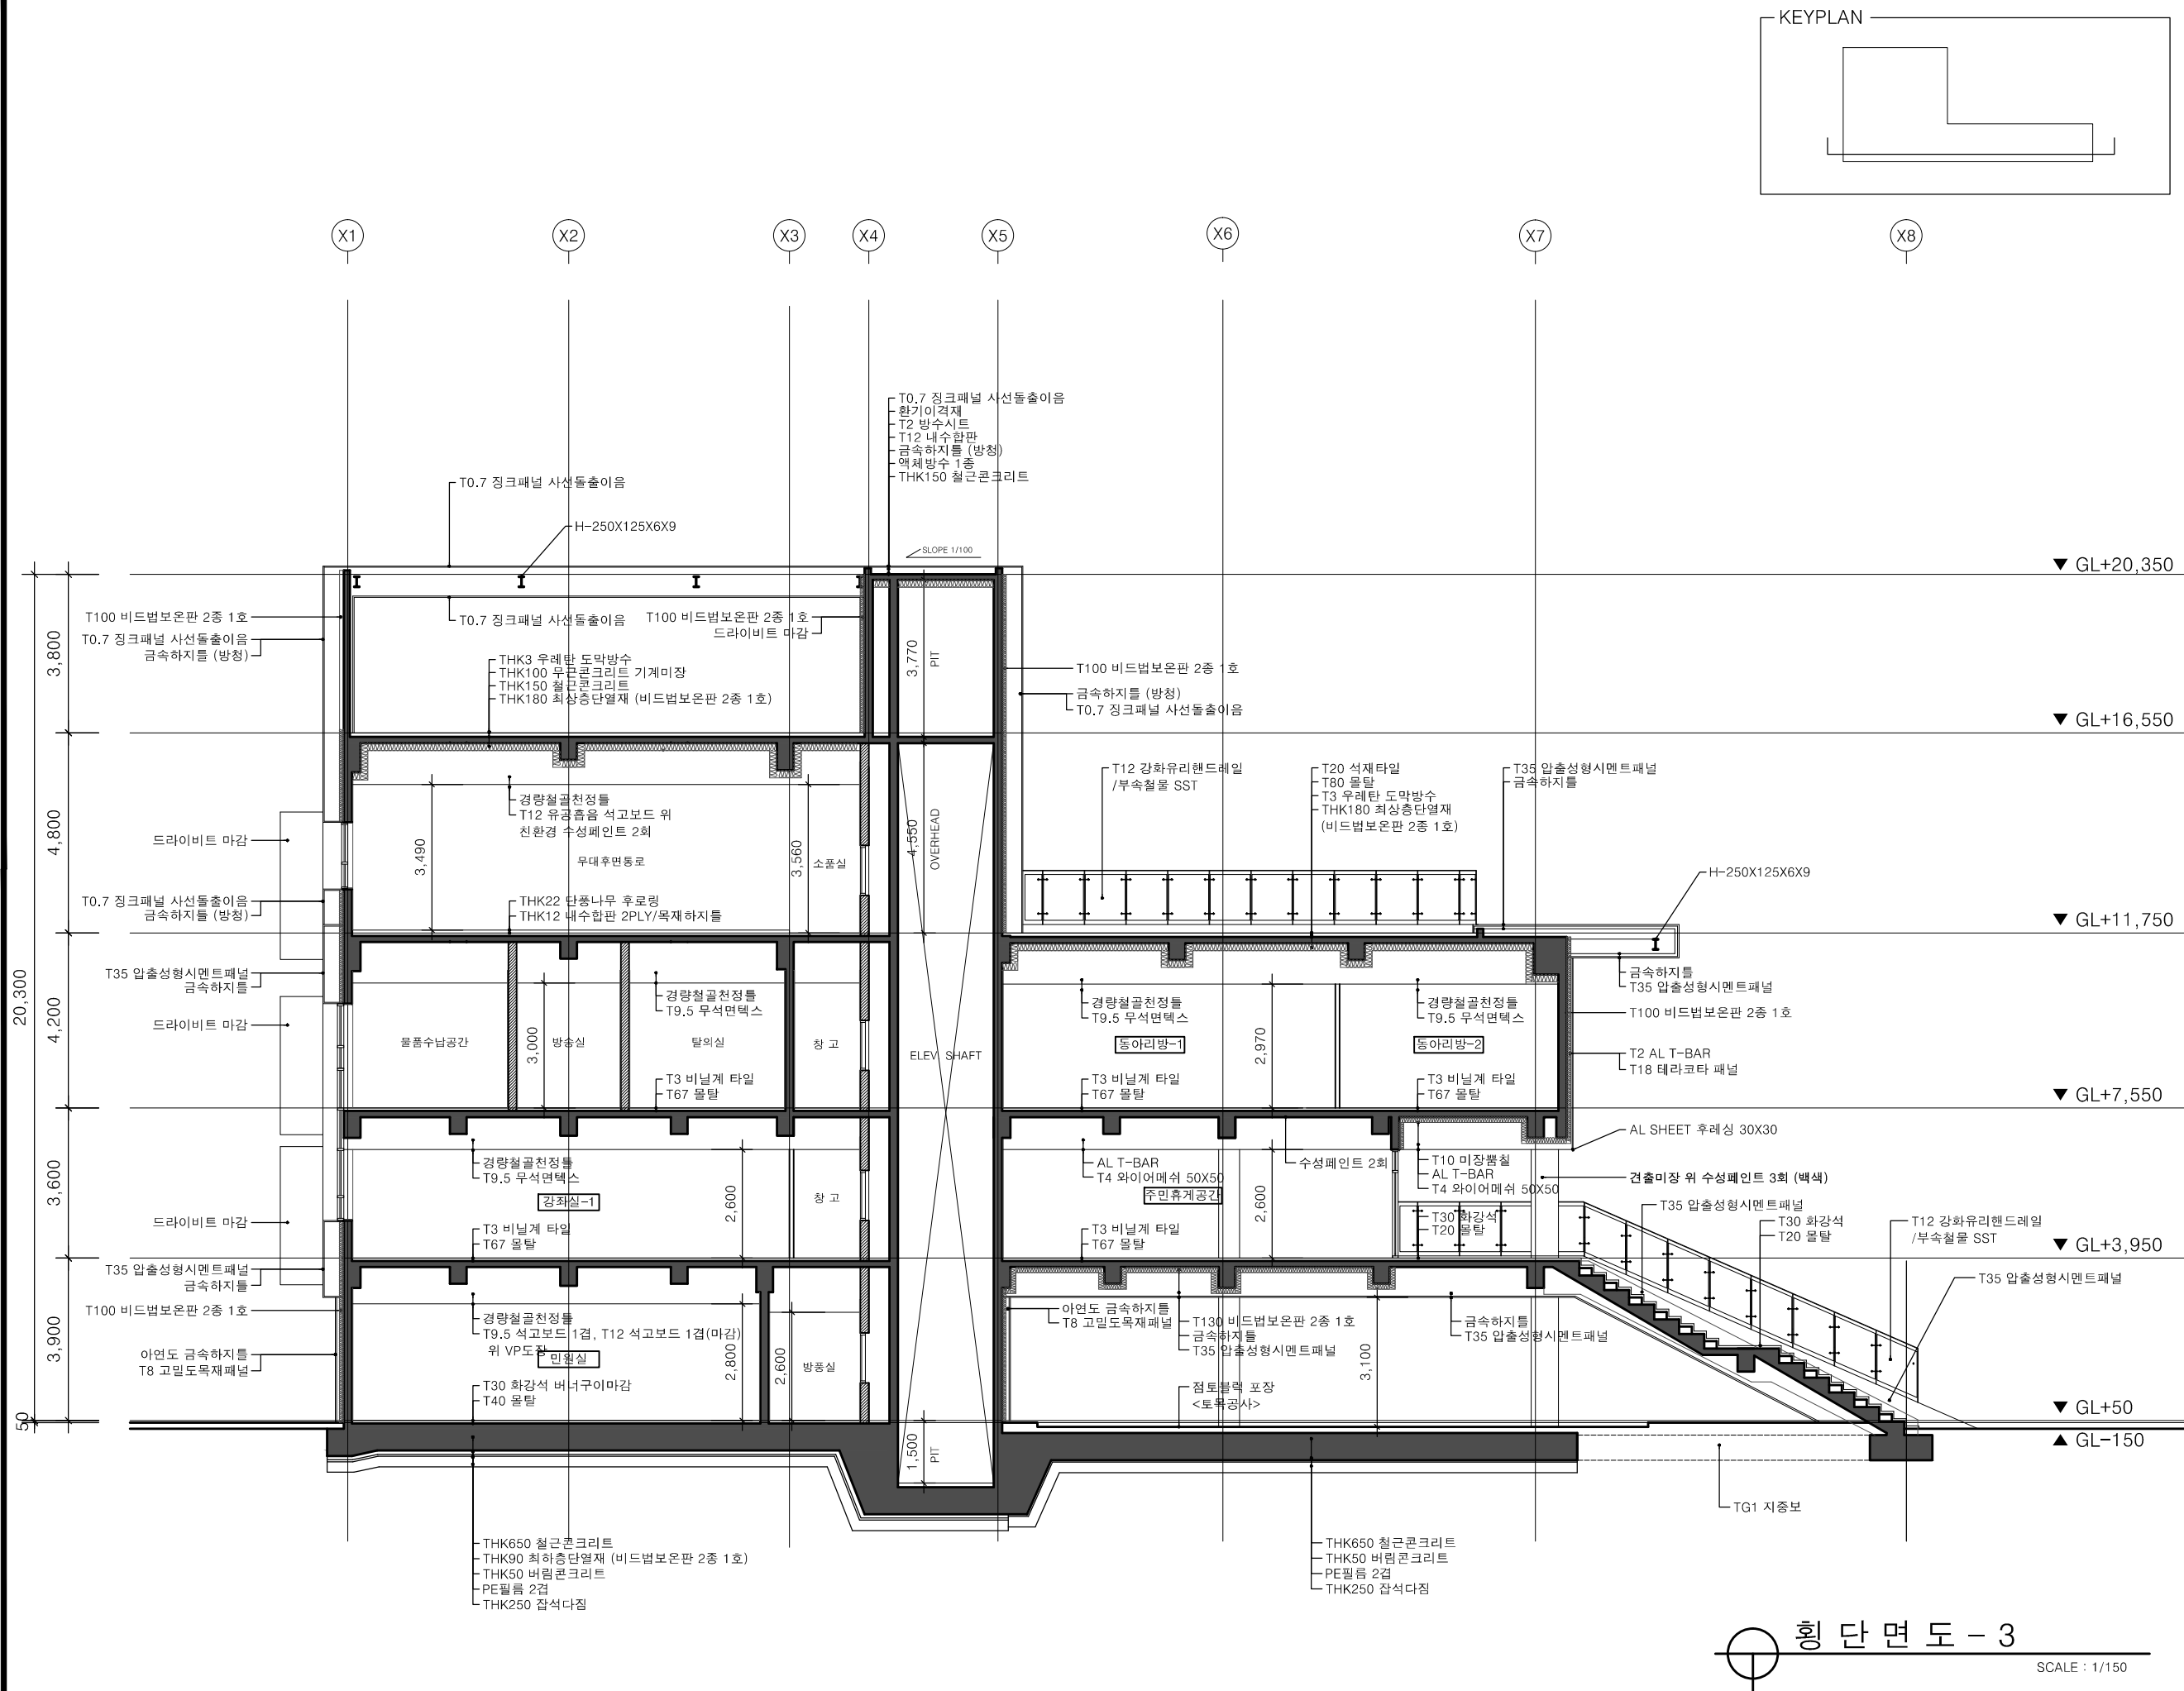 KEYPLAN
X1
X2
X3
X4
X5
X6
X7
X8
T0.7 징크패널 사선돌출이음
환기이격재
T2 방수시트
T12 내수합판
금속하지틀 (방청)
액체방수 1종
THK150 철근콘크리트
T0.7 징크패널 사선돌출이음
H-250X125X6X9
SLOPE 1/100
▼ GL+20,350
T100 비드법보온판 2종 1호
T0.7 징크패널 사선돌출이음
금속하지틀 (방청)
T0.7 징크패널 사선돌출이음
T100 비드법보온판 2종 1호
드라이비트 마감
3,800
3,770
PIT
THK3 우레탄 도막방수
THK100 무근콘크리트 기계미장
THK150 철근콘크리트
THK180 최상층단열재 (비드법보온판 2종 1호)
T100 비드법보온판 2종 1호
금속하지틀 (방청)
T0.7 징크패널 사선돌출이음
▼ GL+16,550
경량철골천정틀
T12 유공흡음 석고보드 위
친환경 수성페인트 2회
드라이비트 마감
4,800
3,490
무대후면통로
3,560
소품실
4,550
OVERHEAD
T12 강화유리핸드레일
/부속철물 SST
T20 석재타일
T80 몰탈
T3 우레탄 도막방수
THK180 최상층단열재
(비드법보온판 2종 1호)
T35 압출성형시멘트패널
금속하지틀
H-250X125X6X9
T0.7 징크패널 사선돌출이음
금속하지틀 (방청)
THK22 단풍나무 후로링
THK12 내수합판 2PLY/목재하지틀
▼ GL+11,750
T35 압출성형시멘트패널
금속하지틀
드라이비트 마감
20,300
4,200
물품수납공간
3,000
방송실
경량철골천정틀
T9.5 무석면텍스
탈의실
창 고
T3 비닐계 타일
T67 몰탈
ELEV. SHAFT
경량철골천정틀
T9.5 무석면텍스
동아리방-1
2,970
T3 비닐계 타일
T67 몰탈
경량철골천정틀
T9.5 무석면텍스
동아리방-2
T3 비닐계 타일
T67 몰탈
금속하지틀
T35 압출성형시멘트패널
T100 비드법보온판 2종 1호
T2 AL T-BAR
T18 테라코타 패널
▼ GL+7,550
AL SHEET 후레싱 30X30
3,600
드라이비트 마감
경량철골천정틀
T9.5 무석면텍스
강좌실-1
2,600
창 고
T3 비닐계 타일
T67 몰탈
AL T-BAR
T4 와이어메쉬 50X50
주민휴게공간
2,600
수성페인트 2회
T3 비닐계 타일
T67 몰탈
T10 미장뿜칠
AL T-BAR
T4 와이어메쉬 50X50
견출미장 위 수성페인트 3회 (백색)
T30 화강석
T20 몰탈
T35 압출성형시멘트패널
T30 화강석
T20 몰탈
T12 강화유리핸드레일
/부속철물 SST
▼ GL+3,950
T35 압출성형시멘트패널
T35 압출성형시멘트패널
금속하지틀
T100 비드법보온판 2종 1호
아연도 금속하지틀
T8 고밀도목재패널
3,900
경량철골천정틀
T9.5 석고보드 1겹, T12 석고보드 1겹(마감)
위 VP도장
민원실
2,800
2,600
방풍실
T30 화강석 버너구이마감
T40 몰탈
아연도 금속하지틀
T8 고밀도목재패널
T130 비드법보온판 2종 1호
금속하지틀
T35 압출성형시멘트패널
3,100
금속하지틀
T35 압출성형시멘트패널
점토블럭 포장
<토목공사>
50
▼ GL+50
▲ GL-150
1,500
PIT
TG1 지중보
THK650 철근콘크리트
THK90 최하층단열재 (비드법보온판 2종 1호)
THK50 버림콘크리트
PE필름 2겹
THK250 잡석다짐
THK650 철근콘크리트
THK50 버림콘크리트
PE필름 2겹
THK250 잡석다짐
횡 단 면 도 - 3
SCALE : 1/150